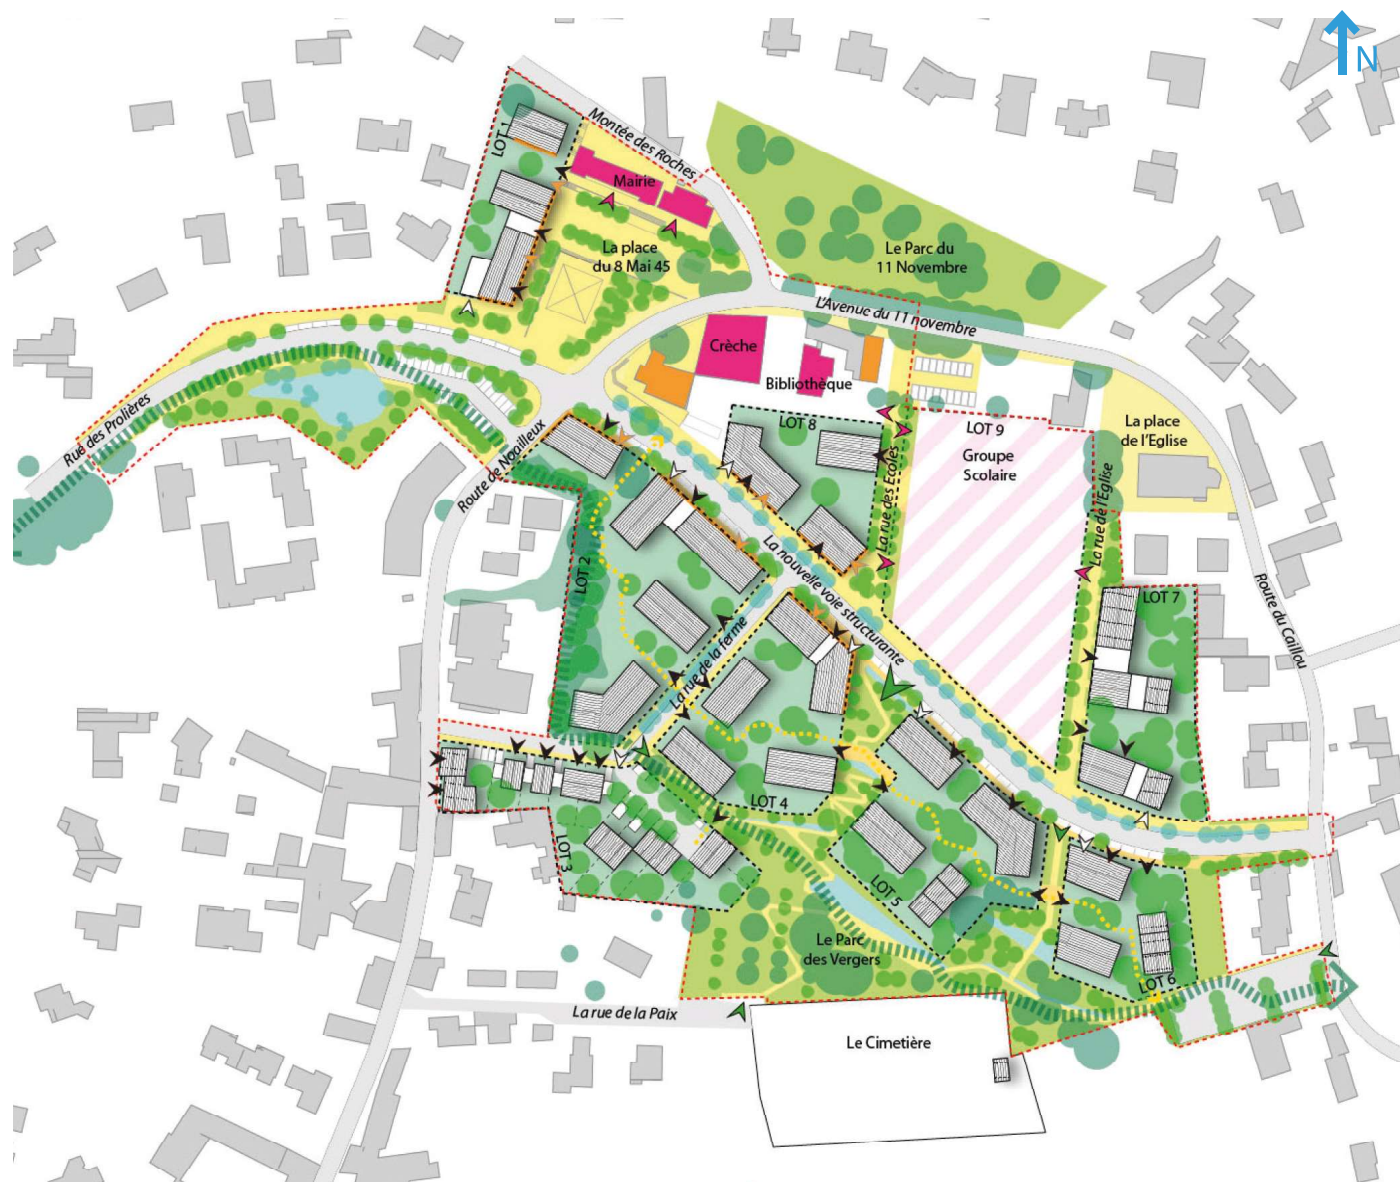 N
Montée des Roches
LOT 1
Mairie
La place
du 8 Mai 45
Le Parc du
11 Novembre
L'Avenue du 11 novembre
Crèche
Bibliothèque
Rue des Prolières
Route de Noailleux
LOT 8
LOT 9
Groupe
Scolaire
La place
de l'Eglise
La rue des Ecoles
La rue de l'Eglise
LOT 2
La nouvelle voie structurante
LOT 7
Route du Caillou
La rue de la ferme
LOT 4
LOT 3
LOT 5
Le Parc
des Vergers
LOT 6
La rue de la Paix
Le Cimetière